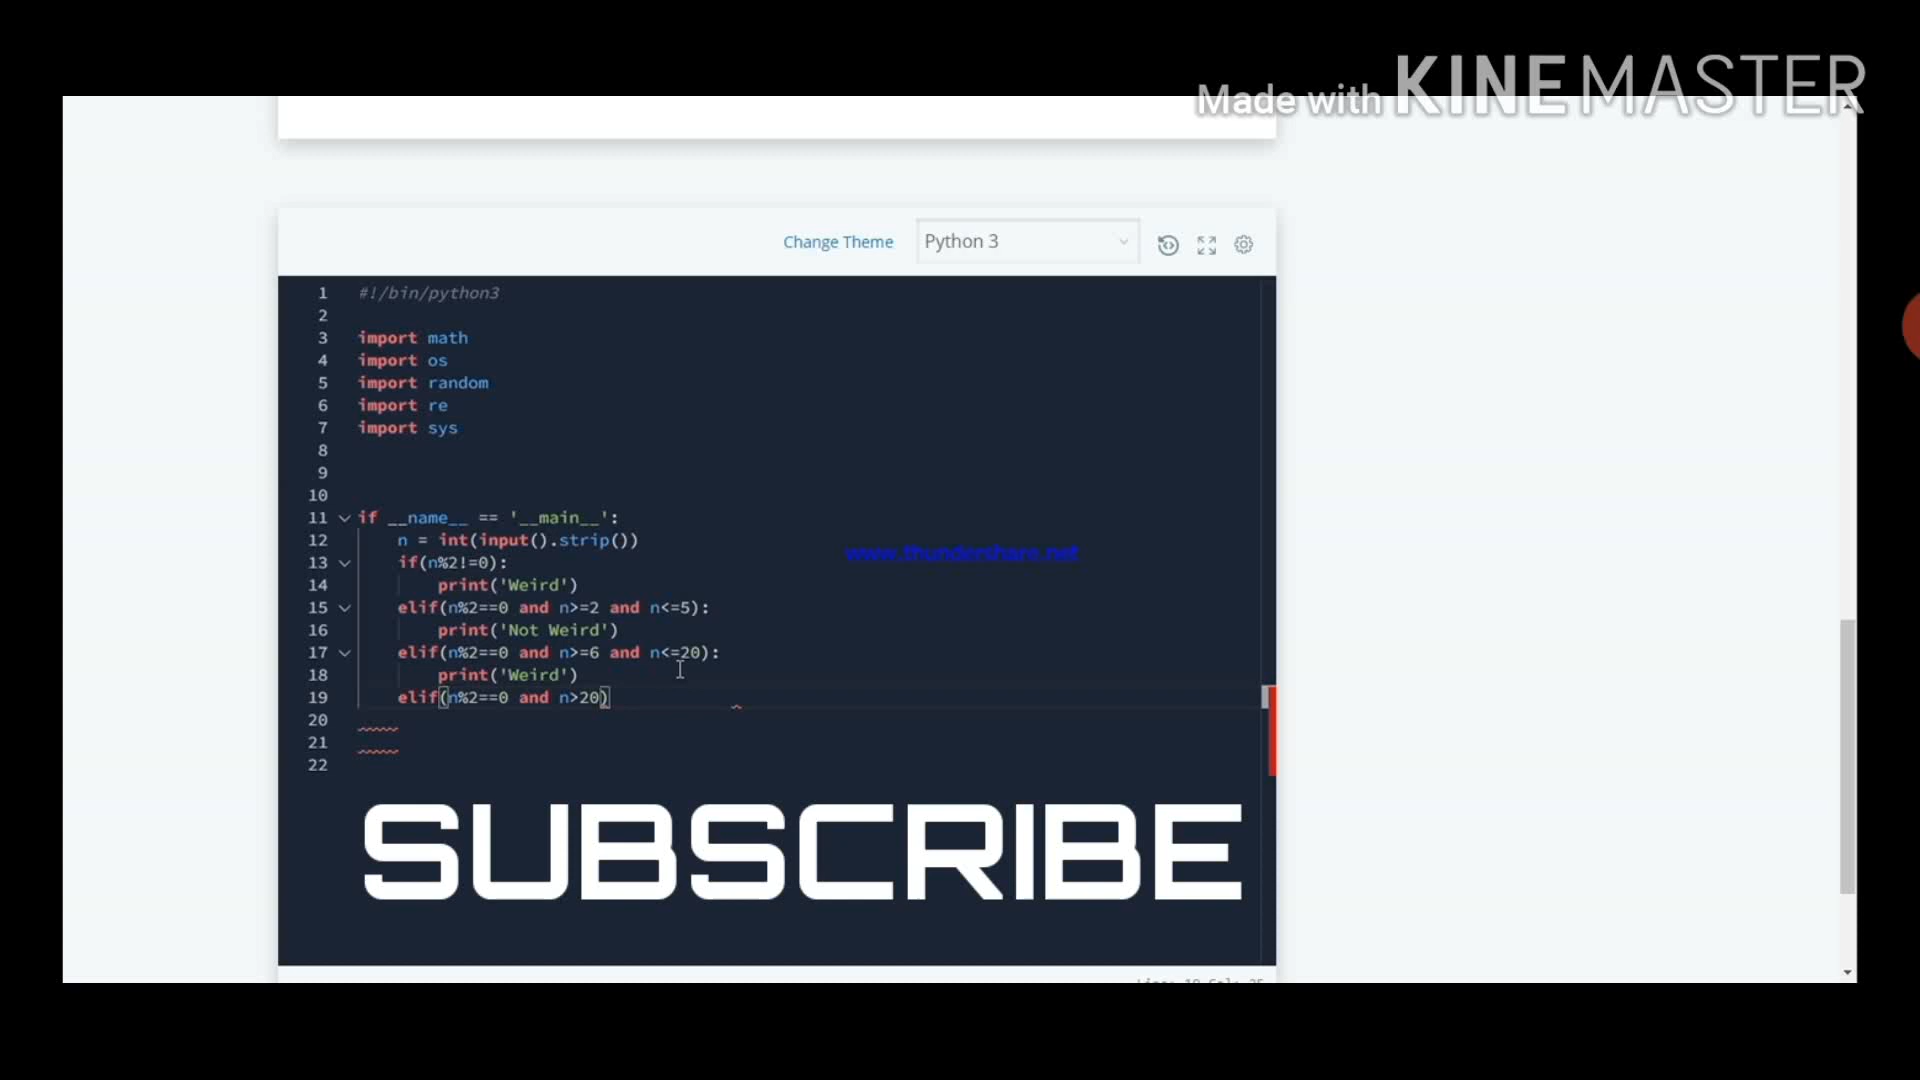 Made with KINEMASTER
Change Theme
Python 3
1 #!/bin/python3
2
3 import math
4 import os
5 import random
6 import re
7 import sys
8
9
10
11 if __name__ == '__main__':
12 n = int(input().strip())
13 if(n%2!=0):
14 print('Weird')
15 elif(n%2==0 and n>=2 and n<=5):
16 print('Not Weird')
17 elif(n%2==0 and n>=6 and n<=20):
18 print('Weird')
19 elif(n%2==0 and n>20)
20
21
22
www.thundershare.net
SUBSCRIBE